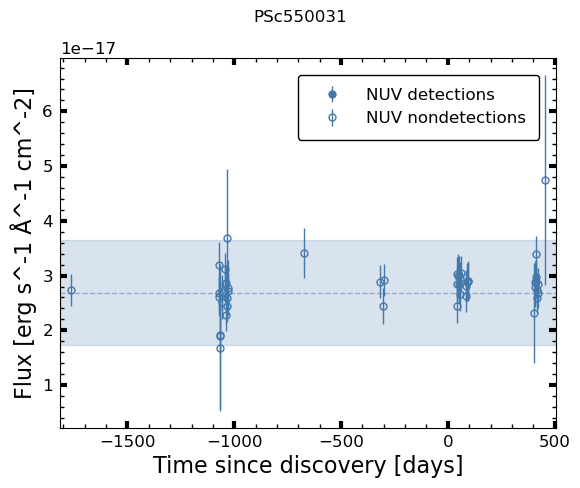 PSc550031
1e−17
NUV detections
NUV nondetections
6
5
4
3
2
1
Flux [erg s^-1 Å^-1 cm^-2]
−1500
−1000
−500
0
500
Time since discovery [days]